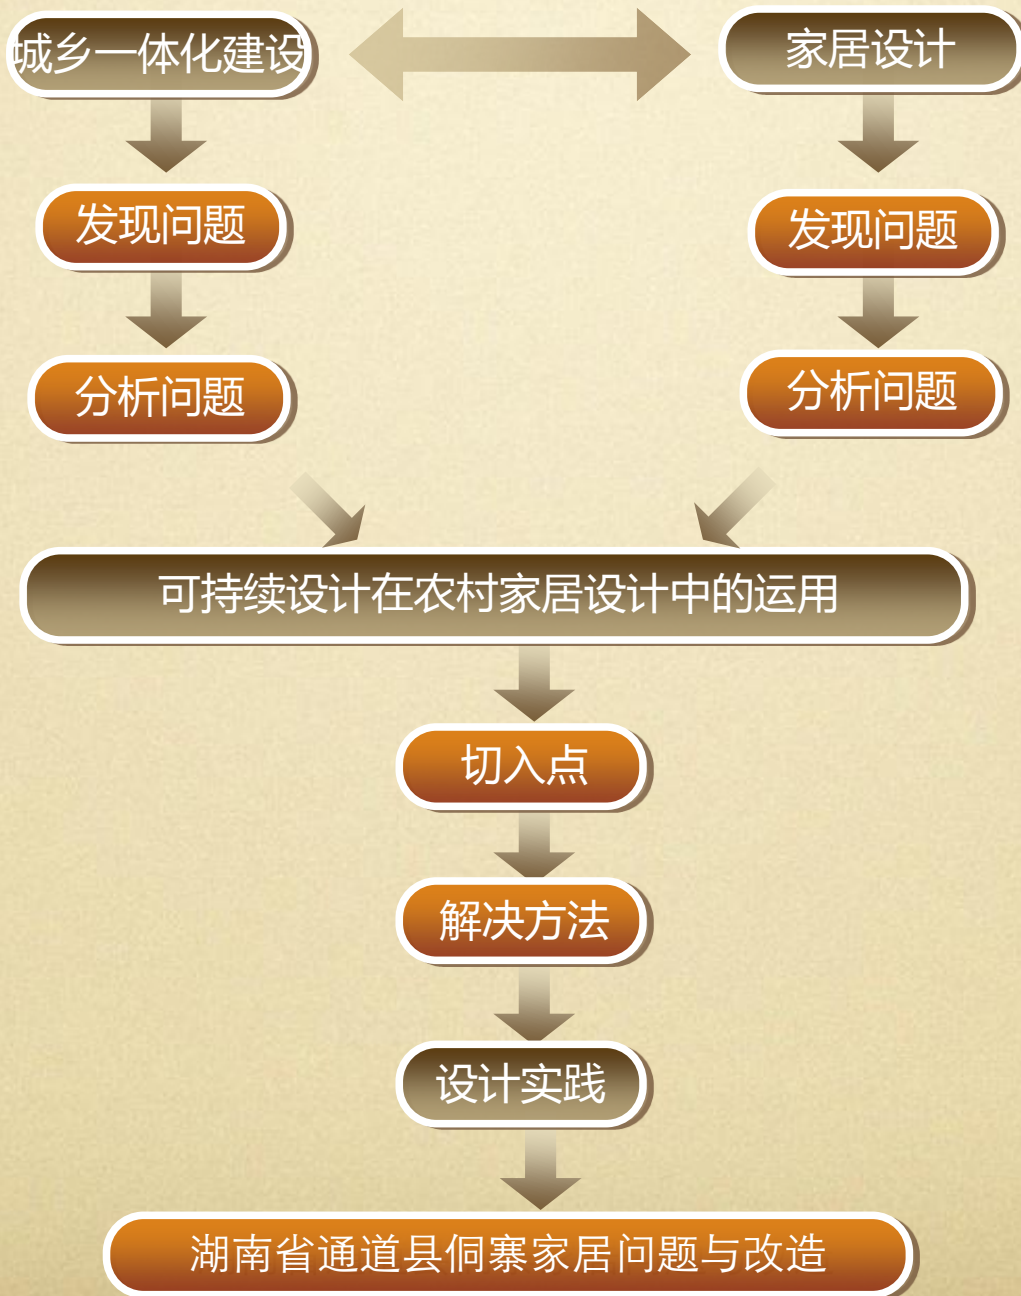 城乡一体化建设
家居设计
发现问题
发现问题
分析问题
分析问题
可持续设计在农村家居设计中的运用
切入点
解决方法
设计实践
湖南省通道县侗寨家居问题与改造